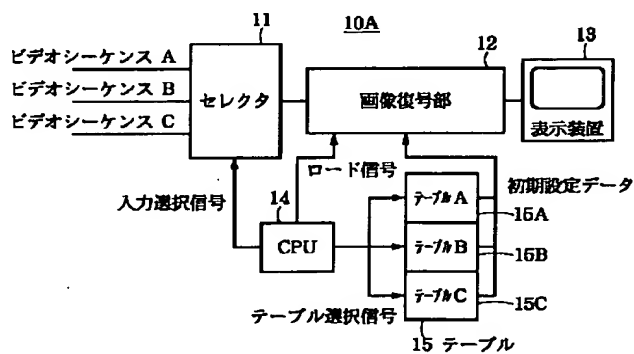 10A
11
12
13
ビデオシーケンス A
ビデオシーケンス B
ビデオシーケンス C
セレクタ
画像復号部
表示装置
入力選択信号
ロード信号
初期設定データ
14
CPU
テーブル A
15A
テーブル B
15B
テーブル C
15C
テーブル選択信号
15 テーブル